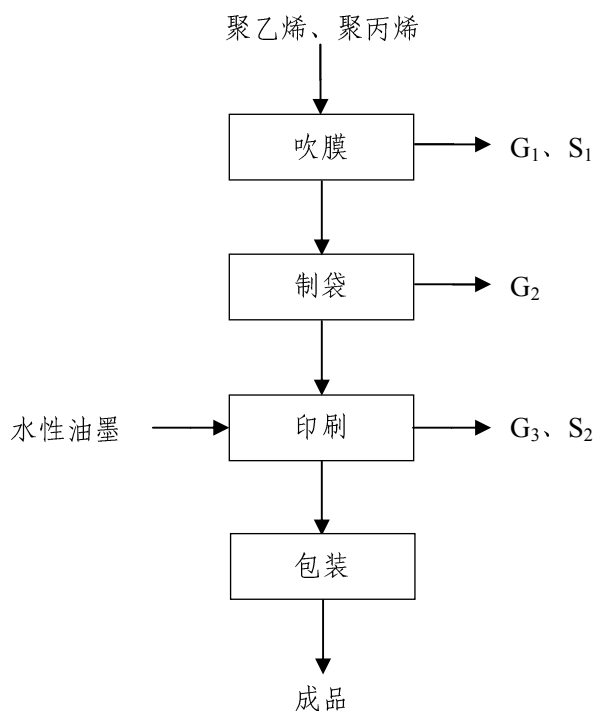 聚乙烯、聚丙烯
吹膜
G₁、S₁
制袋
G₂
水性油墨
印刷
G₃、S₂
包装
成品